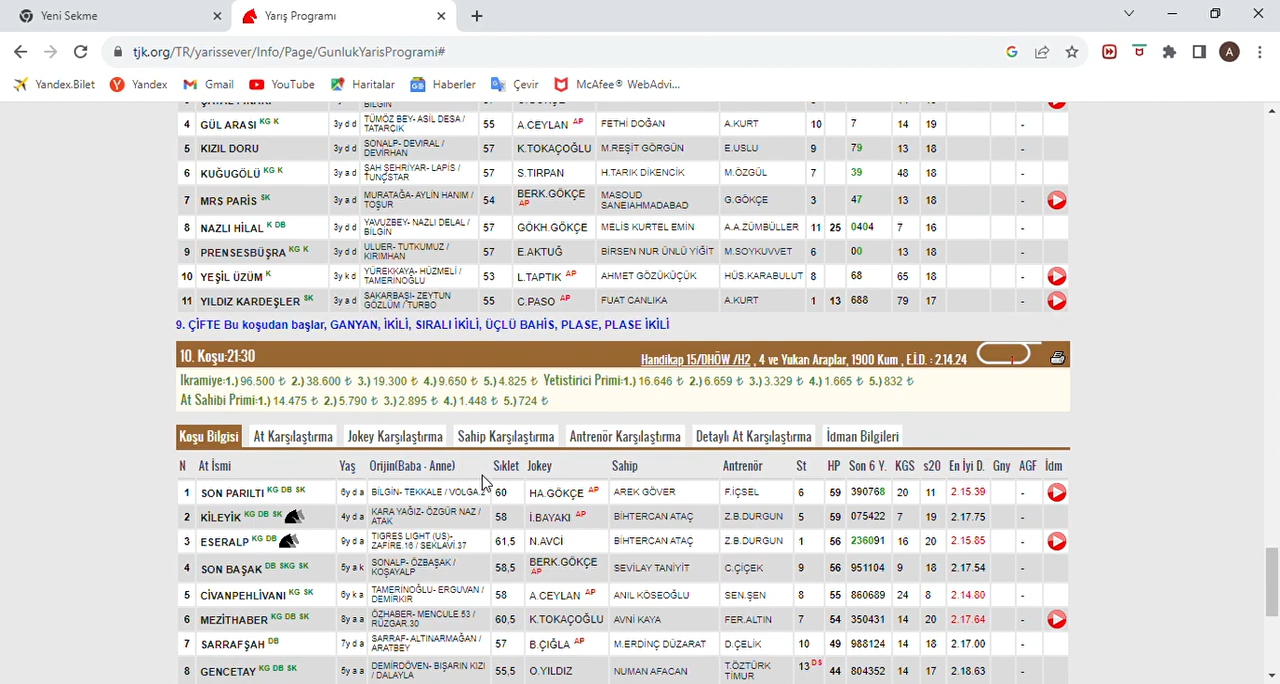 Yeni Sekme
Yarış Programı
tjk.org/TR/yarissever/Info/Page/GunlukYarisProgrami#
A
Yandex.Bilet Yandex Gmail YouTube Haritalar Haberler Çevir McAfee® WebAdvi...
BİLGİN
4 GÜL ARASI KG K 3y d d TÜMÖZ BEY- ASİL DESA / TATARCIK 55 A.CEYLAN AP FETHİ DOĞAN A.KURT 10 7 14 19 -
5 KIZIL DORU 3y d d SONALP- DEVİRAL / DEVİRHAN 57 K.TOKAÇOĞLU M.REŞİT GÖRGÜN E.USLU 9 79 13 18 -
6 KUĞUGÖLÜ KG K 3y a d ŞAH ŞEHRİYAR- LAPİS / TUNÇSTAR 57 S.TIRPAN H.TARIK DİKENCİK M.ÖZGÜL 7 39 48 18 -
7 MRS PARİS SK 3y a d MURATAĞA- AYLİN HANIM / TOŞUR 54 BERK.GÖKÇE AP MASOUD SANEIAHMADABAD G.GÖKÇE 3 47 13 18 -
8 NAZLI HİLAL K DB 3y d d YAVUZBEY- NAZLI DELAL / BİLGİN 57 GÖKH.GÖKÇE MELİS KURTEL EMİN A.A.ZÜMBÜLLER 11 25 0404 7 16 -
9 PRENSESBÜŞRA KG K 3y d d ULUER- TUTKUMUZ / KIRIMHAN 57 E.AKTUĞ BİRSEN NUR ÜNLÜ YİĞİT M.SOYKUVVET 6 00 13 18 -
10 YEŞİL ÜZÜM K 3y k d YÜREKKAYA- HÜZMELİ / TAMERİNOĞLU 53 L.TAPTIK AP AHMET GÖZÜKÜÇÜK HÜS.KARABULUT 8 68 65 18 -
11 YILDIZ KARDEŞLER SK 3y a d SAKARBAŞI- ZEYTUN GÖZLÜM / TURBO 55 C.PASO AP FUAT CANLIKA A.KURT 1 13 688 79 17 -
9. ÇİFTE Bu koşudan başlar, GANYAN, İKİLİ, SIRALI İKİLİ, ÜÇLÜ BAHİS, PLASE, PLASE İKİLİ
10. Koşu:21:30 Handikap 15/DHÖW /H2 , 4 ve Yukarı Araplar, 1900 Kum , E.İ.D. : 2.14.24
İkramiye:1.) 96.500 ₺ 2.) 38.600 ₺ 3.) 19.300 ₺ 4.) 9.650 ₺ 5.) 4.825 ₺ Yetistirici Primi:1.) 16.646 ₺ 2.) 6.659 ₺ 3.) 3.329 ₺ 4.) 1.665 ₺ 5.) 832 ₺
At Sahibi Primi:1.) 14.475 ₺ 2.) 5.790 ₺ 3.) 2.895 ₺ 4.) 1.448 ₺ 5.) 724 ₺
Koşu Bilgisi At Karşılaştırma Jokey Karşılaştırma Sahip Karşılaştırma Antrenör Karşılaştırma Detaylı At Karşılaştırma İdman Bilgileri
N At İsmi Yaş Orijin(Baba - Anne) Sıklet Jokey Sahip Antrenör St HP Son 6 Y. KGS s20 En İyi D. Gny AGF İdm
1 SON PARILTI KG DB SK 6y d a BİLGİN- TEKKALE / VOLGA. 60 HA.GÖKÇE AP AREK GÖVER F.İÇSEL 6 59 390768 20 11 2.15.39 -
2 KİLEYİK KG DB SK 4y d a KARA YAĞIZ- ÖZGÜR NAZ / ATAK 58 İ.BAYAKI AP BİHTERCAN ATAÇ Z.B.DURGUN 5 59 075422 7 19 2.17.75 -
3 ESERALP KG DB 9y d a TIGRES LIGHT (US)- ZAFİRE.16 / SEKLAVİ.37 61,5 N.AVCİ BİHTERCAN ATAÇ Z.B.DURGUN 1 56 236091 16 20 2.15.85 -
4 SON BAŞAK DB SKG SK 5y a k SONALP- ÖZBAŞAK / KOŞAYALP 58,5 BERK.GÖKÇE AP SEVİLAY TANİYİT C.ÇİÇEK 9 56 951104 9 18 2.17.54 -
5 CİVANPEHLİVANI KG SK 6y k a TAMERİNOĞLU- ERGUVAN / DEMİRKIR 58 A.CEYLAN AP ANIL KÖSEOĞLU SEN.ŞEN 8 55 860689 24 8 2.14.80 -
6 MEZİTHABER KG DB SK 8y d a ÖZHABER- MENCULE.53 / RÜZGAR.30 60,5 K.TOKAÇOĞLU AVNİ KAYA FER.ALTIN 7 54 350431 14 20 2.17.64 -
7 SARRAFŞAH DB 7y d a SARRAF- ALTINARMAĞAN / ARATBEY 57 B.ÇIĞLA AP M.ERDİNÇ DÜZARAT D.ÇELİK 10 49 988124 14 18 2.17.00 -
8 GENCETAY KG DB SK 5y a a DEMİRDÖVEN- BIŞARIN KIZI / DALAYLA 55,5 O.YILDIZ NUMAN AFACAN T.ÖZTÜRK TİMUR 13 DS 44 804352 14 17 2.18.63 -